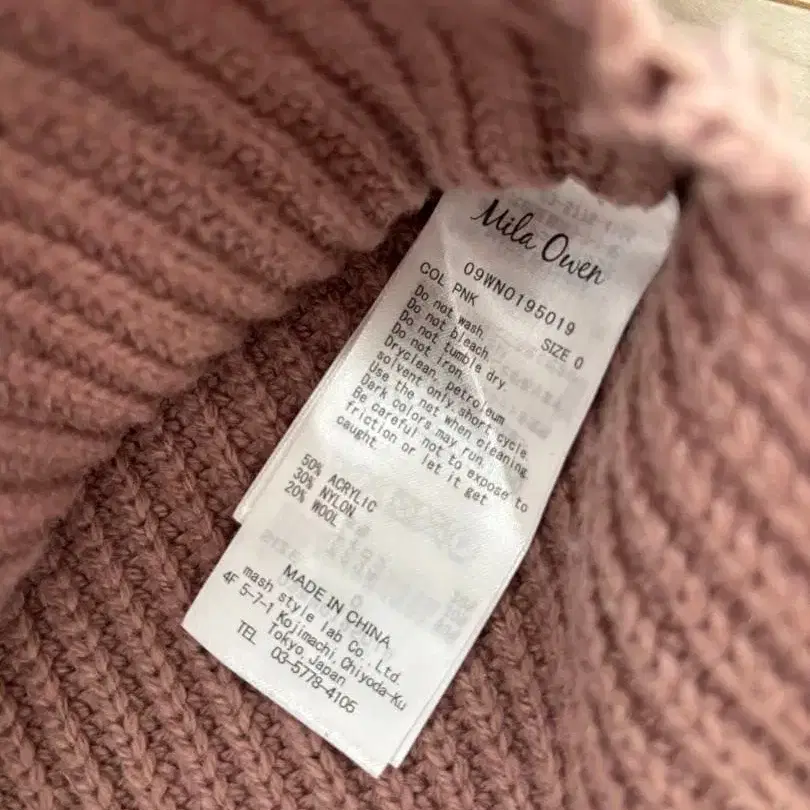 Mila Owen
09WNO195019
COL PNK SIZE 0
Do not wash.
Do not bleach.
Do not tumble dry.
Do not iron.
Dryclean, petroleum
solvent only, short cycle.
Use the net when cleaning.
Dark colors may run.
Be careful not to expose to
friction or let it get
caught.
50% ACRYLIC
30% NYLON
20% WOOL
MADE IN CHINA
mash style lab Co., Ltd.
4F 5-7-1 Kojimachi, Chiyoda-Ku
Tokyo, Japan
TEL 03-5778-4105